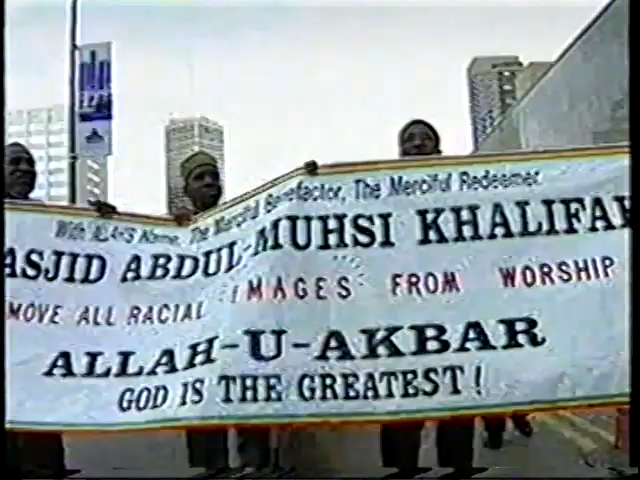 With ALLAH'S Name, The Merciful Benefactor, The Merciful Redeemer
ASJID ABDUL-MUHSI KHALIFAH
MOVE ALL RACIAL "IMAGES" FROM WORSHIP
ALLAH-U-AKBAR
GOD IS THE GREATEST!